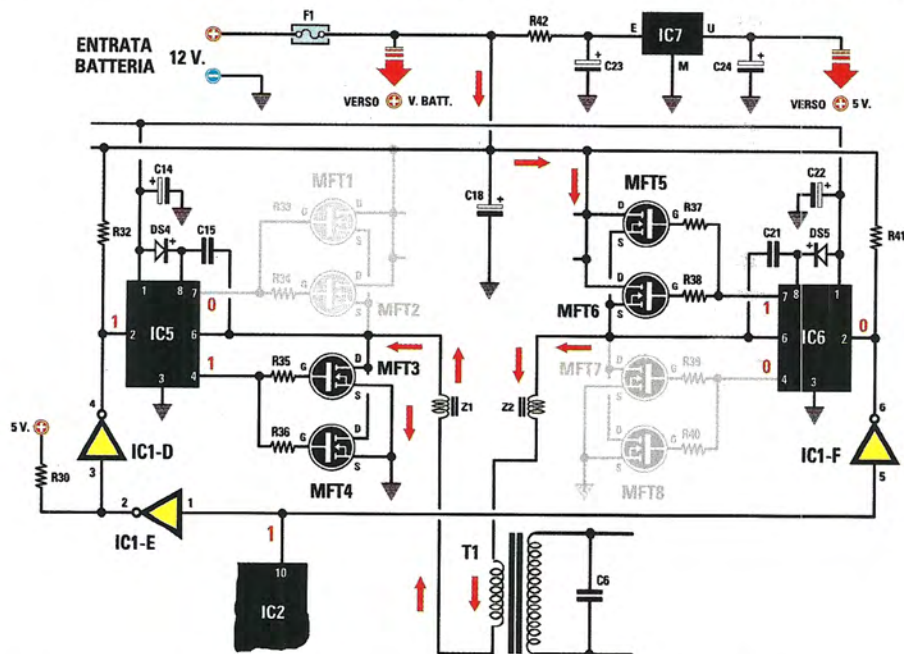 F1
R42
E
IC7
U
M
C23
C24
ENTRATA
BATTERIA
12 V.
VERSO + V. BATT.
VERSO + 5 V.
C14
R32
DS4
C15
R33
G
MFT1
D
S
R34
G
MFT2
D
S
C18
MFT5
D
G
R37
S
D
G
R38
S
MFT6
C22
C21
DS5
R41
1
8
7
0
1
2
IC5
6
1
4
3
R35
G
D
S
MFT3
R36
G
D
S
MFT4
Z1
Z2
MFT7
D
G
R39
S
D
G
R40
S
MFT8
7
8
1
1
6
IC6
2
0
0
4
3
4
IC1-D
3
5 V.
R30
2
1
IC1-E
1
10
IC2
6
IC1-F
5
T1
C6